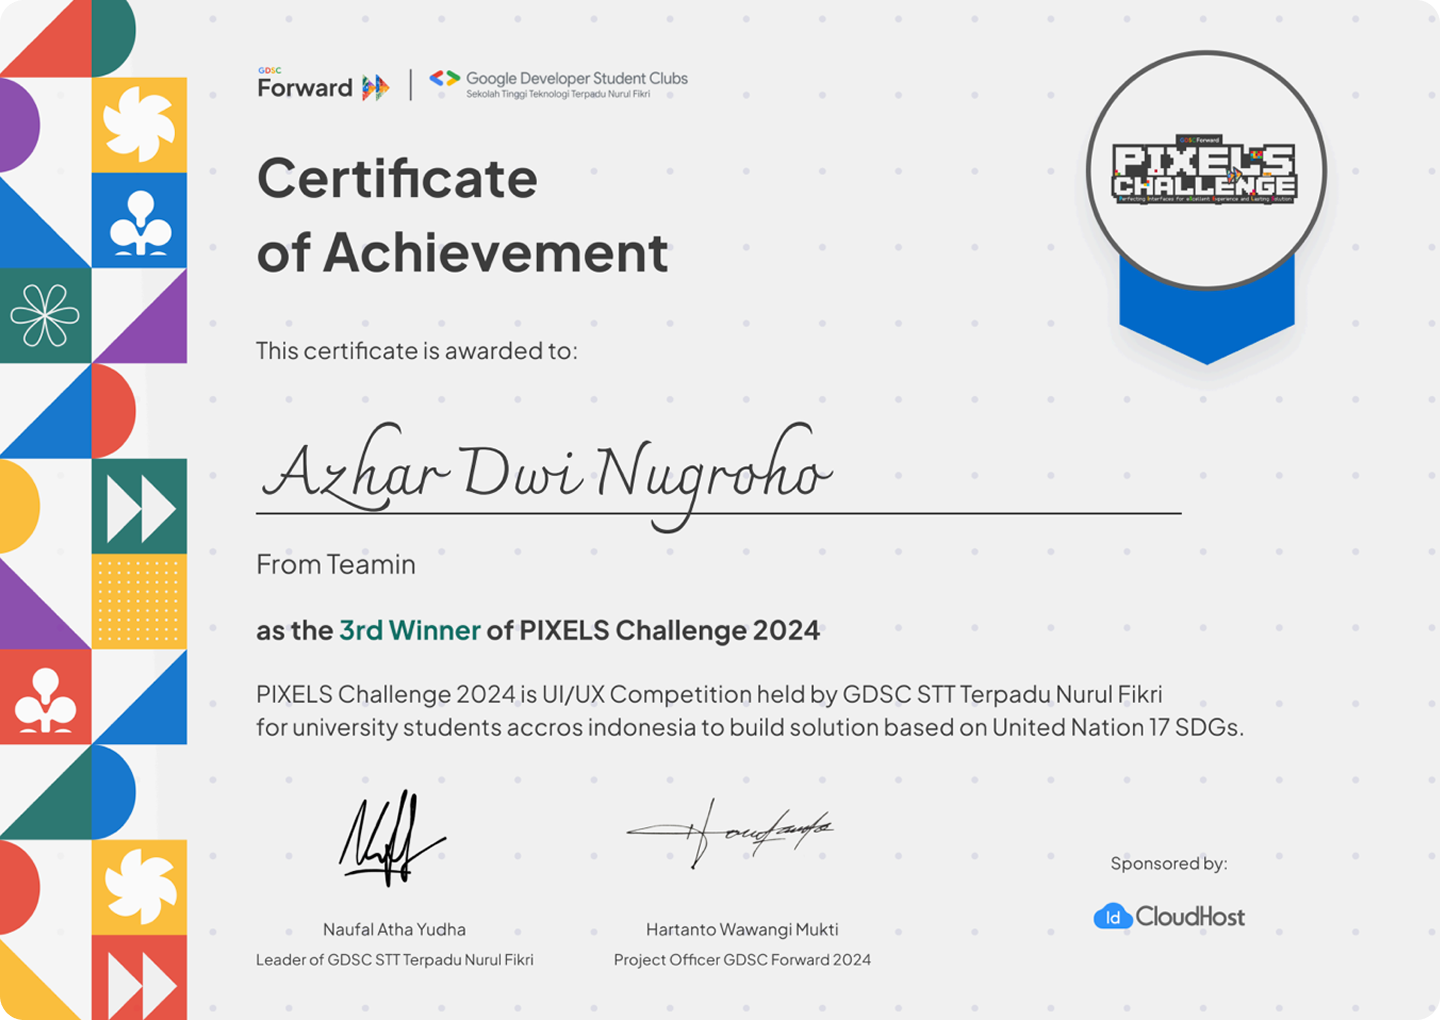 GDSC
Forward
Google Developer Student Clubs
Sekolah Tinggi Teknologi Terpadu Nurul Fikri
GDSC Forward
PIXELS
CHALLENGE
Perfecting Interfaces for eXcellent Experience and Lasting Solution
Certificate
of Achievement
This certificate is awarded to:
Azhar Dwi Nugroho
From Teamin
as the 3rd Winner of PIXELS Challenge 2024
PIXELS Challenge 2024 is UI/UX Competition held by GDSC STT Terpadu Nurul Fikri
for university students accros indonesia to build solution based on United Nation 17 SDGs.
Naufal Atha Yudha
Leader of GDSC STT Terpadu Nurul Fikri
Hartanto Wawangi Mukti
Project Officer GDSC Forward 2024
Sponsored by:
Id CloudHost